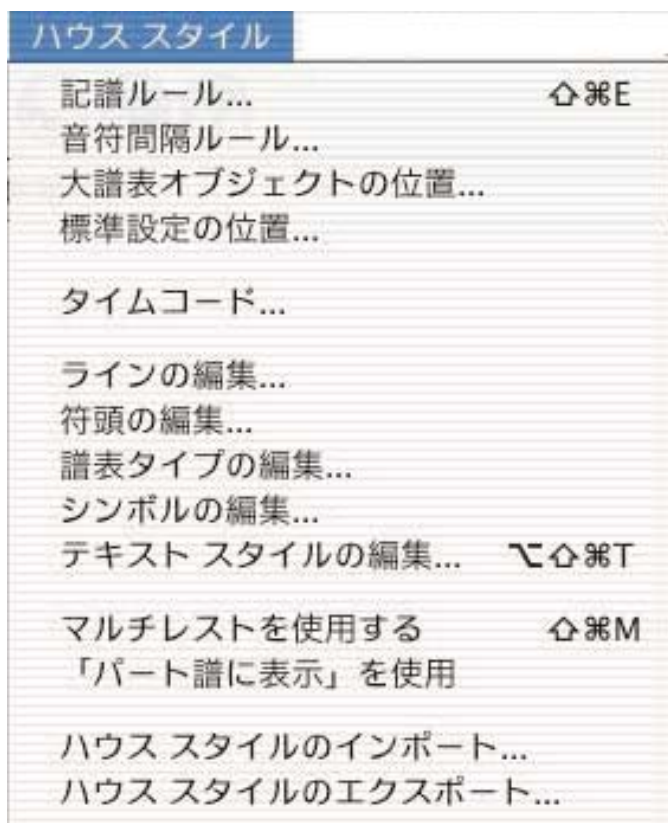 ハウス スタイル
記譜ルール... ⇧⌘E
音符間隔ルール...
大譜表オブジェクトの位置...
標準設定の位置...
タイムコード...
ラインの編集...
符頭の編集...
譜表タイプの編集...
シンボルの編集...
テキスト スタイルの編集... ⌥⇧⌘T
マルチレストを使用する ⇧⌘M
「パート譜に表示」を使用
ハウス スタイルのインポート...
ハウス スタイルのエクスポート...